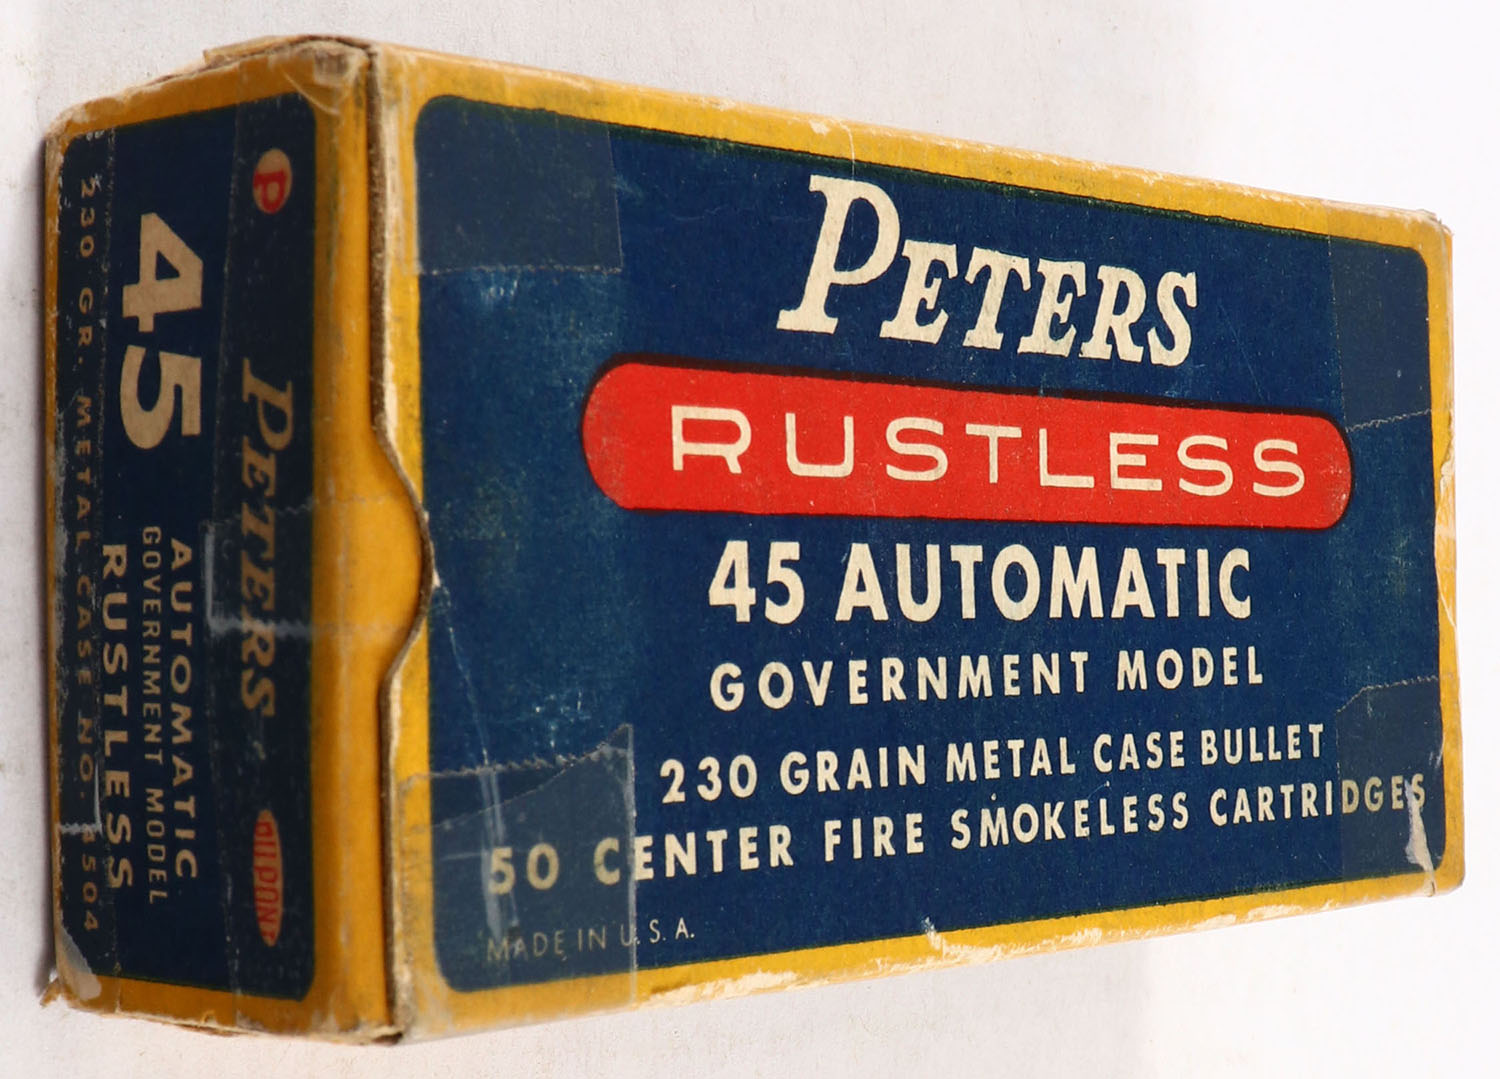 PETERS
RUSTLESS
45 AUTOMATIC
GOVERNMENT MODEL
230 GRAIN METAL CASE BULLET
50 CENTER FIRE SMOKELESS CARTRIDGES
MADE IN U.S.A.
P
PETERS
DUPONT
45
AUTOMATIC
GOVERNMENT MODEL
RUSTLESS
230 GR. METAL CASE NO. 4504